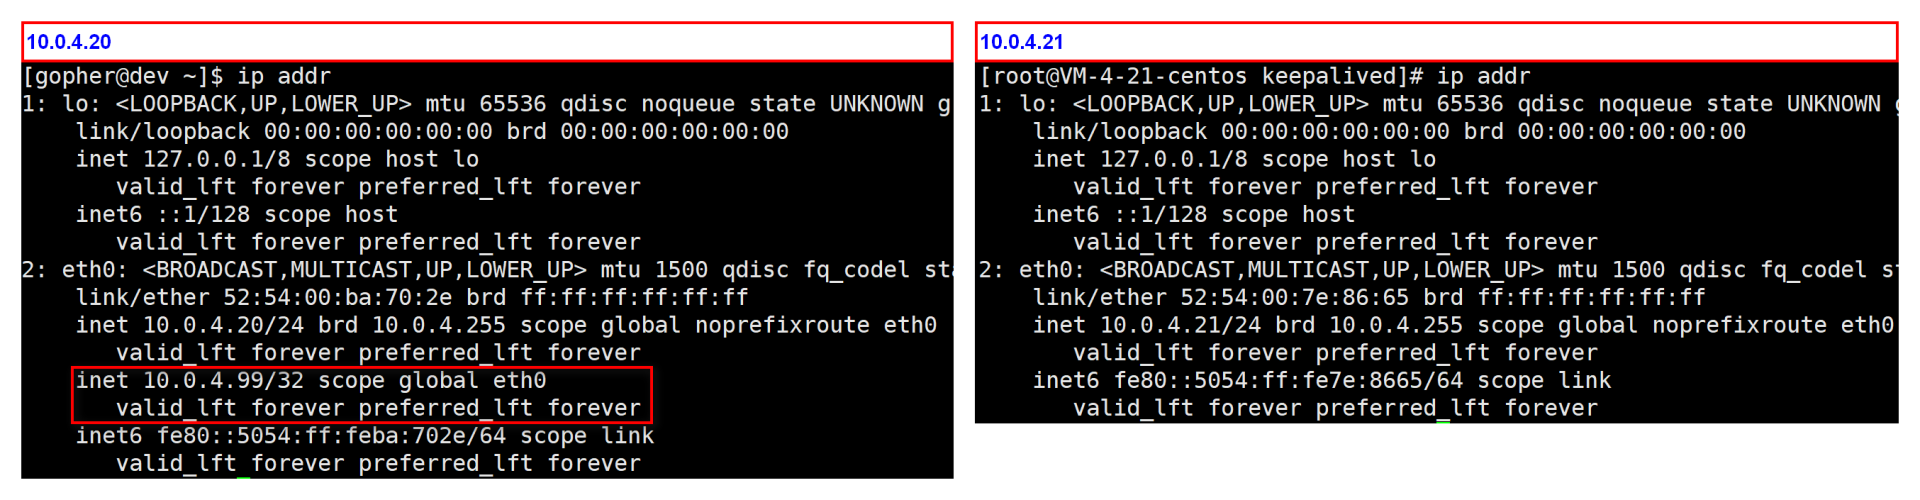 10.0.4.20
[gopher@dev ~]$ ip addr
1: lo: <LOOPBACK,UP,LOWER_UP> mtu 65536 qdisc noqueue state UNKNOWN g
link/loopback 00:00:00:00:00:00 brd 00:00:00:00:00:00
inet 127.0.0.1/8 scope host lo
valid_lft forever preferred_lft forever
inet6 ::1/128 scope host
valid_lft forever preferred_lft forever
2: eth0: <BROADCAST,MULTICAST,UP,LOWER_UP> mtu 1500 qdisc fq_codel sta
link/ether 52:54:00:ba:70:2e brd ff:ff:ff:ff:ff:ff
inet 10.0.4.20/24 brd 10.0.4.255 scope global noprefixroute eth0
valid_lft forever preferred_lft forever
inet 10.0.4.99/32 scope global eth0
valid_lft forever preferred_lft forever
inet6 fe80::5054:ff:feba:702e/64 scope link
valid_lft forever preferred_lft forever
10.0.4.21
[root@VM-4-21-centos keepalived]# ip addr
1: lo: <LOOPBACK,UP,LOWER_UP> mtu 65536 qdisc noqueue state UNKNOWN g
link/loopback 00:00:00:00:00:00 brd 00:00:00:00:00:00
inet 127.0.0.1/8 scope host lo
valid_lft forever preferred_lft forever
inet6 ::1/128 scope host
valid_lft forever preferred_lft forever
2: eth0: <BROADCAST,MULTICAST,UP,LOWER_UP> mtu 1500 qdisc fq_codel st
link/ether 52:54:00:7e:86:65 brd ff:ff:ff:ff:ff:ff
inet 10.0.4.21/24 brd 10.0.4.255 scope global noprefixroute eth0
valid_lft forever preferred_lft forever
inet6 fe80::5054:ff:fe7e:8665/64 scope link
valid_lft forever preferred_lft forever